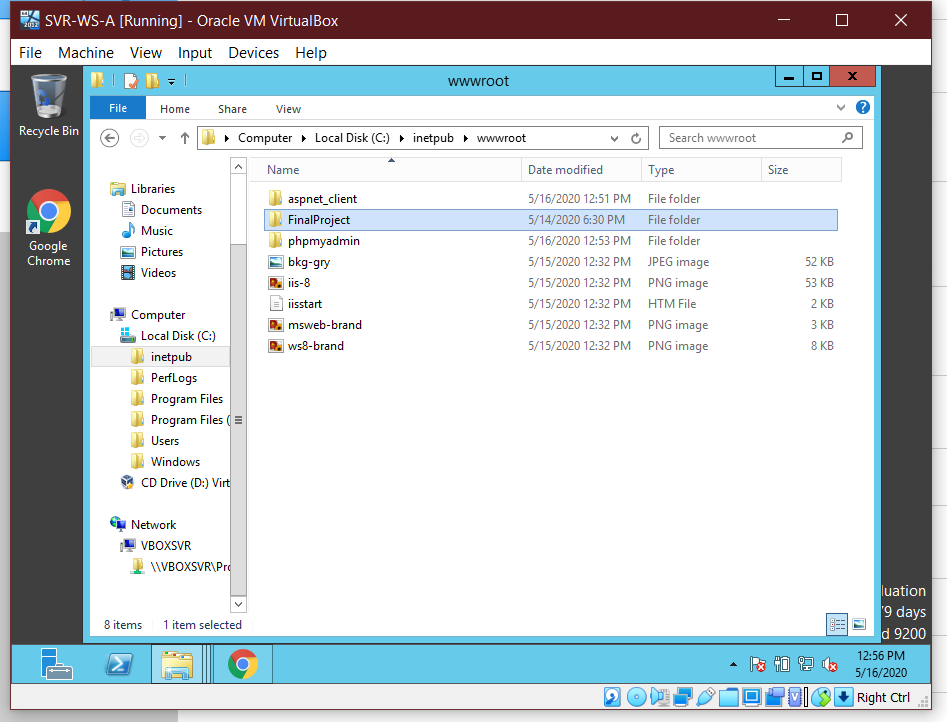 SVR-WS-A [Running] - Oracle VM VirtualBox
File Machine View Input Devices Help
Recycle Bin
Google Chrome
wwwroot
File Home Share View
Computer Local Disk (C:) inetpub wwwroot
Search wwwroot
Libraries
Documents
Music
Pictures
Videos
Computer
Local Disk (C:)
inetpub
PerfLogs
Program Files
Program Files (
Users
Windows
CD Drive (D:) Virt
Network
VBOXSVR
\\VBOXSVR\Pro
Name Date modified Type Size
aspnet_client 5/16/2020 12:51 PM File folder
FinalProject 5/14/2020 6:30 PM File folder
phpmyadmin 5/16/2020 12:53 PM File folder
bkg-gry 5/15/2020 12:32 PM JPEG image 52 KB
iis-8 5/15/2020 12:32 PM PNG image 53 KB
iisstart 5/15/2020 12:32 PM HTM File 2 KB
msweb-brand 5/15/2020 12:32 PM PNG image 3 KB
ws8-brand 5/15/2020 12:32 PM PNG image 8 KB
8 items 1 item selected
luation
79 days
d 9200
12:56 PM
5/16/2020
Right Ctrl